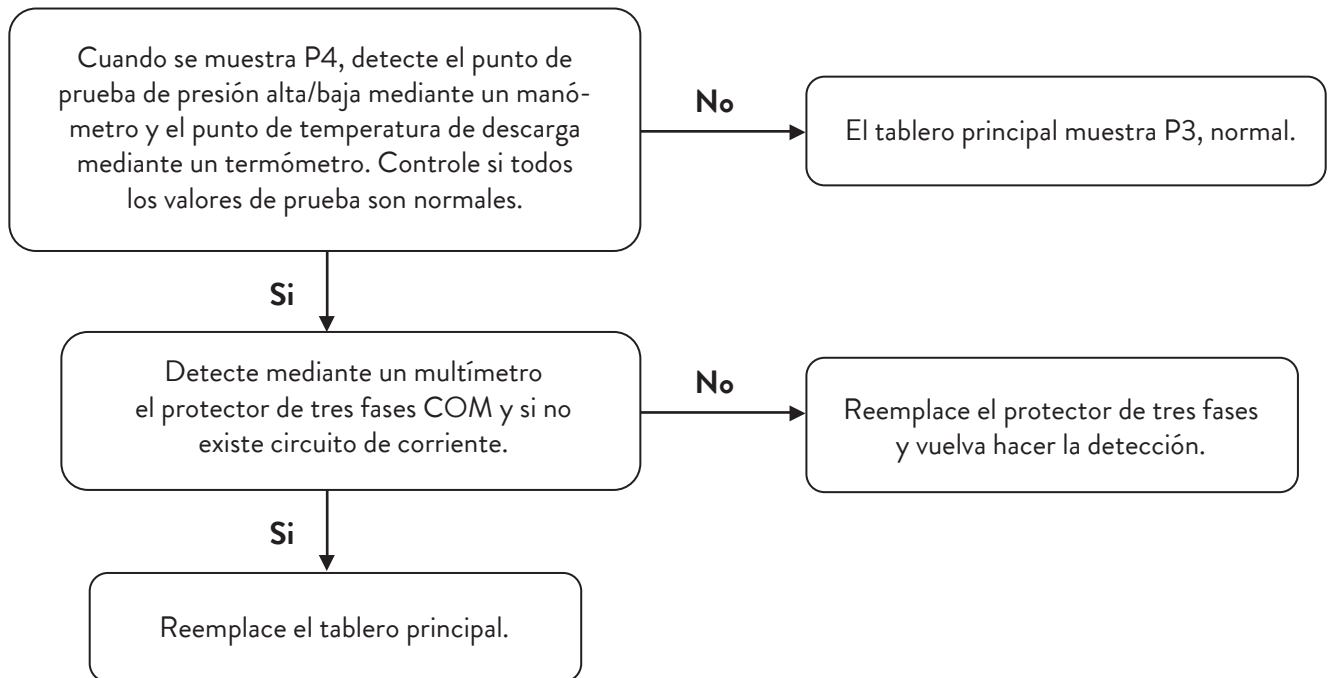 Cuando se muestra P4, detecte el punto de
prueba de presión alta/baja mediante un manó-
metro y el punto de temperatura de descarga
mediante un termómetro. Controle si todos
los valores de prueba son normales.
No
El tablero principal muestra P3, normal.
Si
Detecte mediante un multímetro
el protector de tres fases COM y si no
existe circuito de corriente.
No
Reemplace el protector de tres fases
y vuelva hacer la detección.
Si
Reemplace el tablero principal.